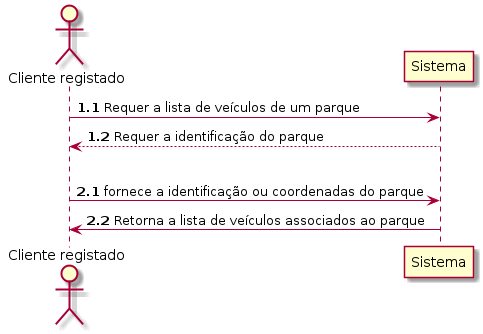 Cliente registado
Sistema
1.1 Requer a lista de veículos de um parque
1.2 Requer a identificação do parque
2.1 fornece a identificação ou coordenadas do parque
2.2 Retorna a lista de veículos associados ao parque
Cliente registado
Sistema